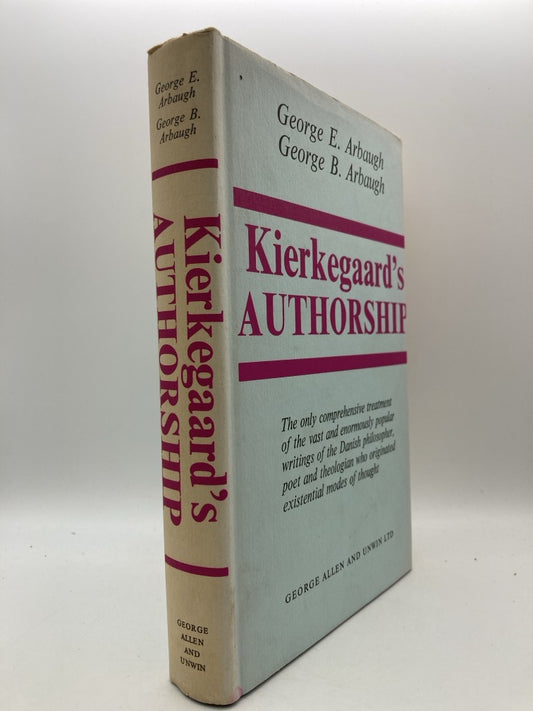 George E.
Arbaugh
George B.
Arbaugh
Kierkegaard's
AUTHORSHIP
GEORGE
ALLEN
AND
UNWIN
George E. Arbaugh
George B. Arbaugh
Kierkegaard's
AUTHORSHIP
The only comprehensive treatment
of the vast and enormously popular
writings of the Danish philosopher,
poet and theologian who originated
existential modes of thought
GEORGE ALLEN AND UNWIN LTD